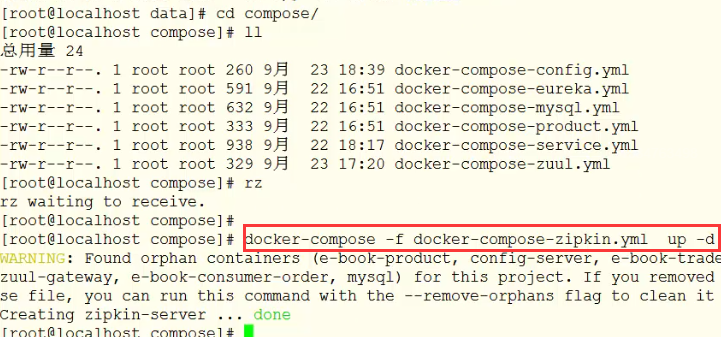 [root@localhost data]# cd compose/
[root@localhost compose]# ll
总用量 24
-rw-r--r--. 1 root root 260 9月  23 18:39 docker-compose-config.yml
-rw-r--r--. 1 root root 591 9月  22 16:51 docker-compose-eureka.yml
-rw-r--r--. 1 root root 632 9月  22 16:51 docker-compose-mysql.yml
-rw-r--r--. 1 root root 333 9月  22 16:51 docker-compose-product.yml
-rw-r--r--. 1 root root 938 9月  22 18:17 docker-compose-service.yml
-rw-r--r--. 1 root root 329 9月  23 17:20 docker-compose-zuul.yml
[root@localhost compose]# rz
rz waiting to receive.
[root@localhost compose]#
[root@localhost compose]# docker-compose -f docker-compose-zipkin.yml  up -d
WARNING: Found orphan containers (e-book-product, config-server, e-book-trade
zuul-gateway, e-book-consumer-order, mysql) for this project. If you removed
se file, you can run this command with the --remove-orphans flag to clean it
Creating zipkin-server ... done
[root@localhost compose]#